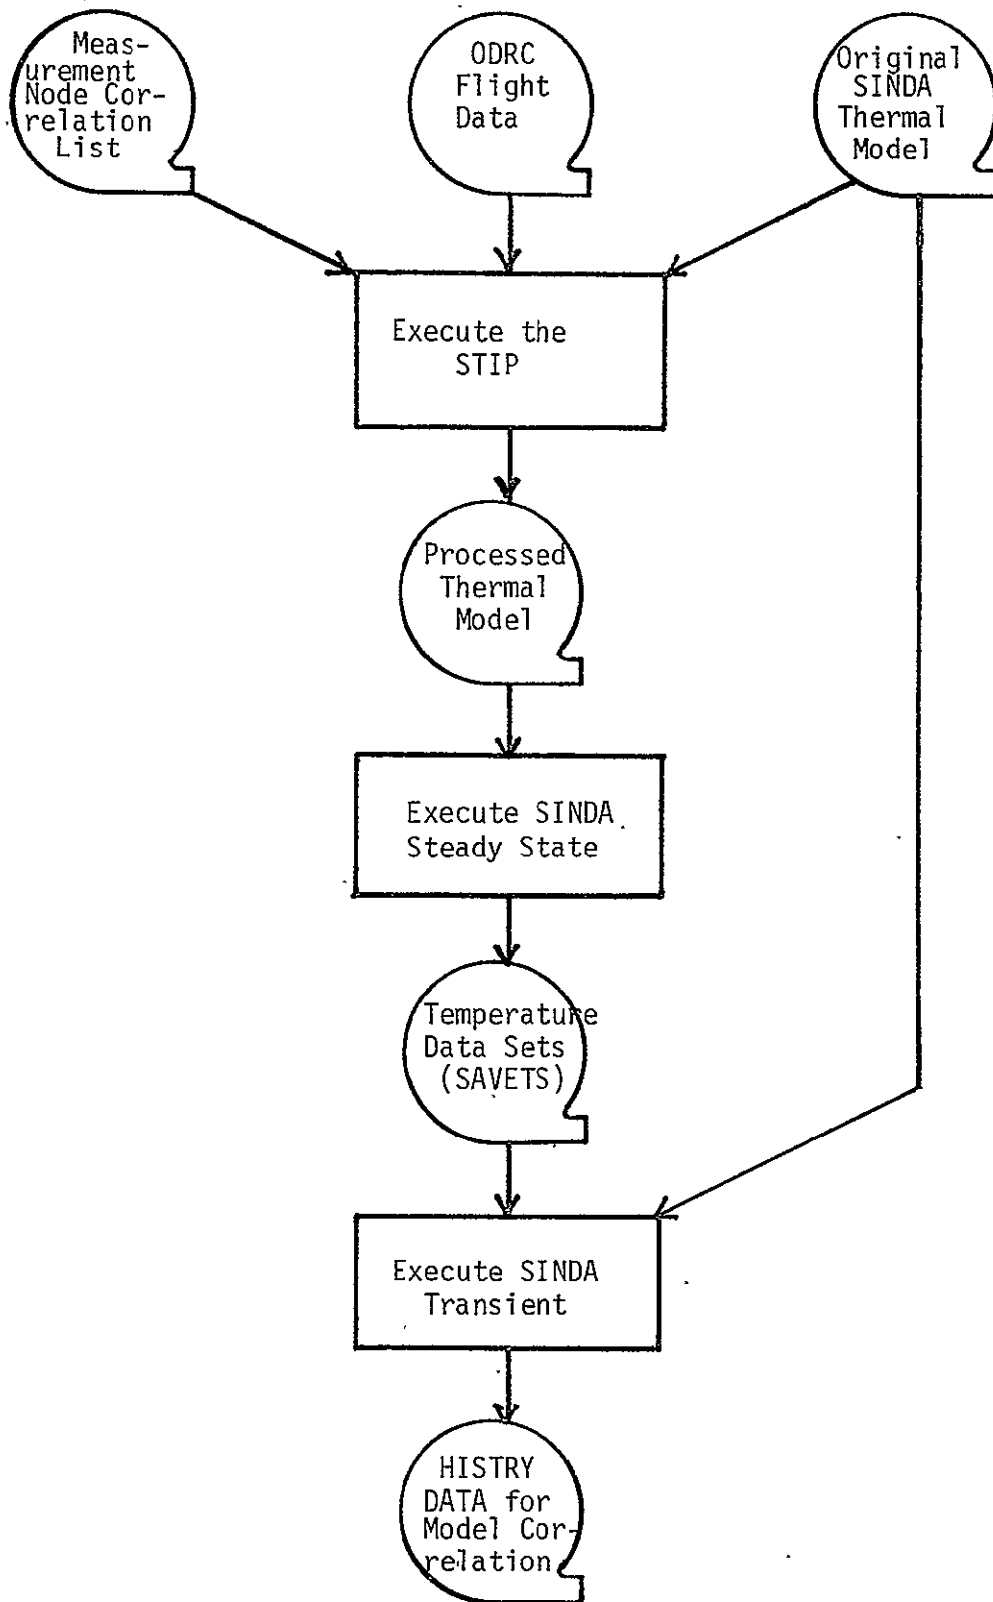 Meas-
urement
Node Cor-
relation
List
ODRC
Flight
Data
Original
SINDA
Thermal
Model
Execute the
STIP
Processed
Thermal
Model
Execute SINDA
Steady State
Temperature
Data Sets
(SAVETS)
Execute SINDA
Transient
HISTRY
DATA for
Model Cor-
relation